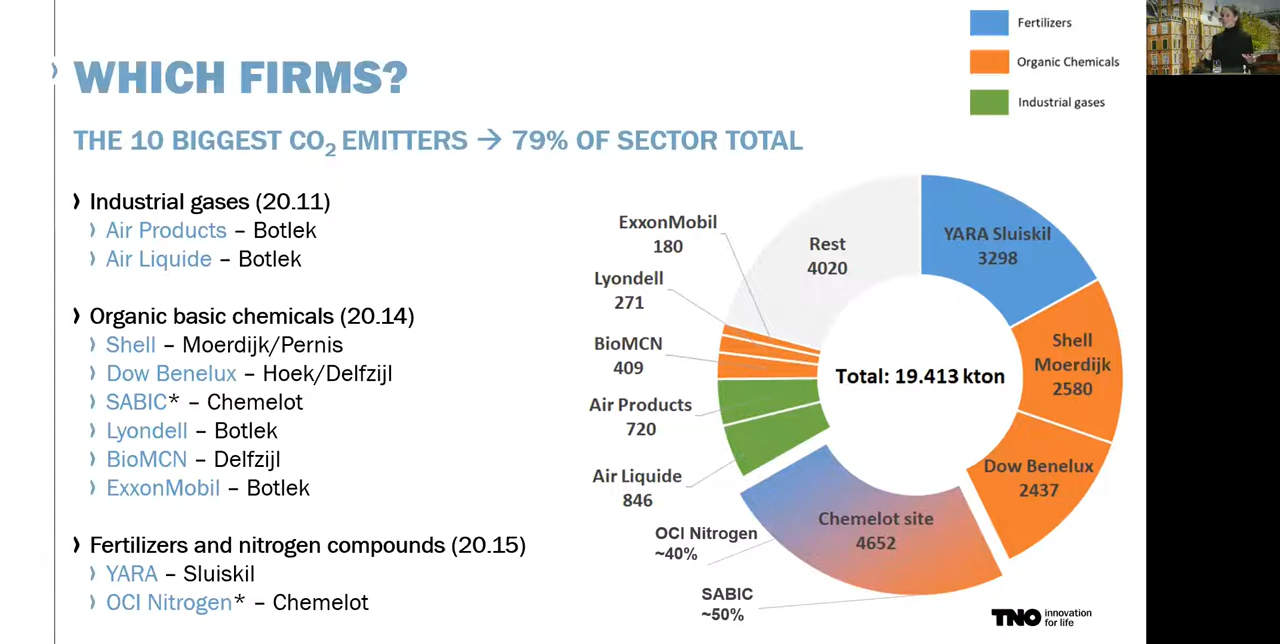 Fertilizers
Organic Chemicals
Industrial gases
WHICH FIRMS?
THE 10 BIGGEST CO2 EMITTERS → 79% OF SECTOR TOTAL
Industrial gases (20.11)
Air Products – Botlek
Air Liquide – Botlek
Organic basic chemicals (20.14)
Shell – Moerdijk/Pernis
Dow Benelux – Hoek/Delfzijl
SABIC* – Chemelot
Lyondell – Botlek
BioMCN – Delfzijl
ExxonMobil – Botlek
Fertilizers and nitrogen compounds (20.15)
YARA – Sluiskil
OCI Nitrogen* – Chemelot
ExxonMobil
180
Lyondell
271
BioMCN
409
Air Products
720
Air Liquide
846
OCI Nitrogen
~40%
SABIC
~50%
Rest
4020
YARA Sluiskil
3298
Shell
Moerdijk
2580
Dow Benelux
2437
Chemelot site
4652
Total: 19.413 kton
TNO innovation
for life